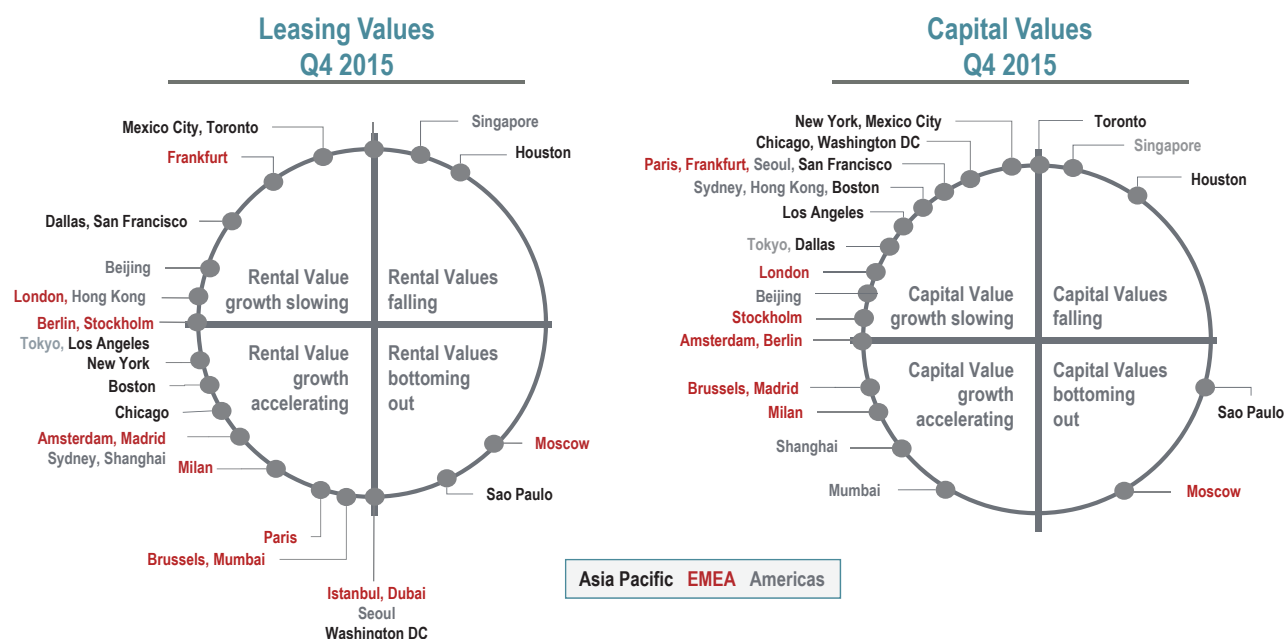 Leasing Values
Q4 2015
Mexico City, Toronto
Singapore
Frankfurt
Houston
Dallas, San Francisco
Beijing
London, Hong Kong
Berlin, Stockholm
Tokyo, Los Angeles
New York
Boston
Chicago
Amsterdam, Madrid
Sydney, Shanghai
Milan
Paris
Brussels, Mumbai
Istanbul, Dubai
Seoul
Washington DC
Sao Paulo
Moscow
Rental Value
growth slowing
Rental Values
falling
Rental Value
growth
accelerating
Rental Values
bottoming
out
Capital Values
Q4 2015
New York, Mexico City
Toronto
Chicago, Washington DC
Singapore
Paris, Frankfurt, Seoul, San Francisco
Houston
Sydney, Hong Kong, Boston
Los Angeles
Tokyo, Dallas
London
Beijing
Stockholm
Amsterdam, Berlin
Brussels, Madrid
Milan
Shanghai
Mumbai
Sao Paulo
Moscow
Capital Value
growth slowing
Capital Values
falling
Capital Value
growth
accelerating
Capital Values
bottoming
out
Asia Pacific EMEA Americas